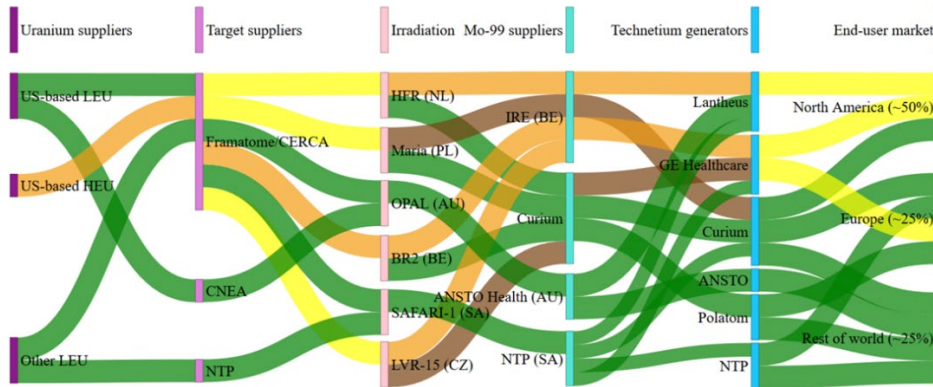 Uranium suppliers
Target suppliers
Irradiation
Mo-99 suppliers
Technetium generators
End-user market
US-based LEU
US-based HEU
Other LEU
Framatome/CERCA
CNEA
NTP
HFR (NL)
Maria (PL)
OPAL (AU)
BR2 (BE)
SAFARI-1 (SA)
LVR-15 (CZ)
IRE (BE)
Curium
ANSTO Health (AU)
NTP (SA)
Lantheus
GE Healthcare
Curium
ANSTO
Polatom
NTP
North America (~50%)
Europe (~25%)
Rest of world (~25%)